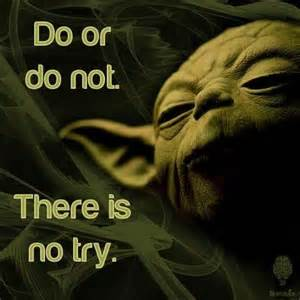 Do or
do not.
There is
no try.